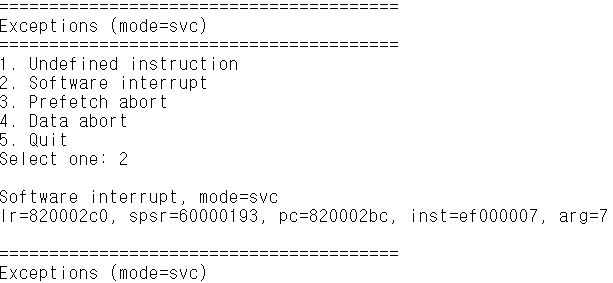 ========================================
Exceptions (mode=svc)
========================================
1. Undefined instruction
2. Software interrupt
3. Prefetch abort
4. Data abort
5. Quit
Select one: 2
Software interrupt, mode=svc
lr=820002c0, spsr=60000193, pc=820002bc, inst=ef000007, arg=7
========================================
Exceptions (mode=svc)